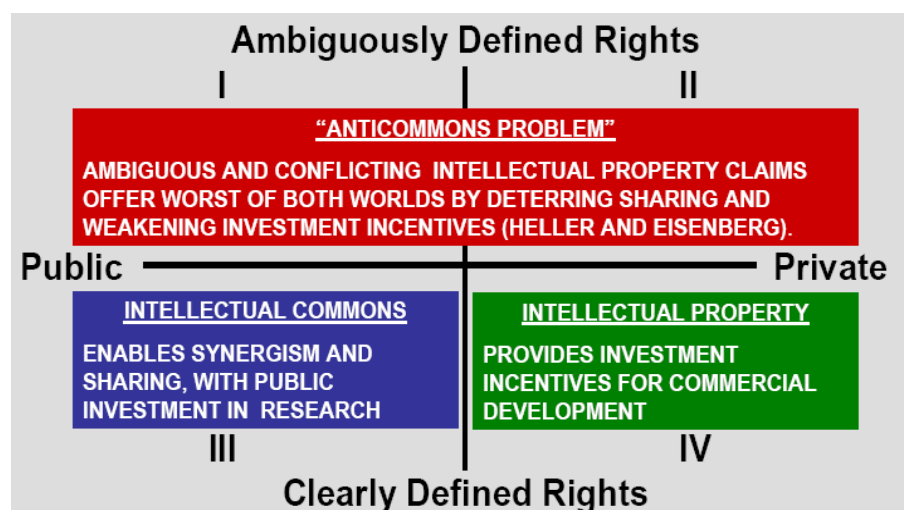 Ambiguously Defined Rights
I II
“ANTICOMMONS PROBLEM”
AMBIGUOUS AND CONFLICTING INTELLECTUAL PROPERTY CLAIMS
OFFER WORST OF BOTH WORLDS BY DETERRING SHARING AND
WEAKENING INVESTMENT INCENTIVES (HELLER AND EISENBERG).
Public Private
INTELLECTUAL COMMONS
ENABLES SYNERGISM AND
SHARING, WITH PUBLIC
INVESTMENT IN RESEARCH
INTELLECTUAL PROPERTY
PROVIDES INVESTMENT
INCENTIVES FOR COMMERCIAL
DEVELOPMENT
III IV
Clearly Defined Rights